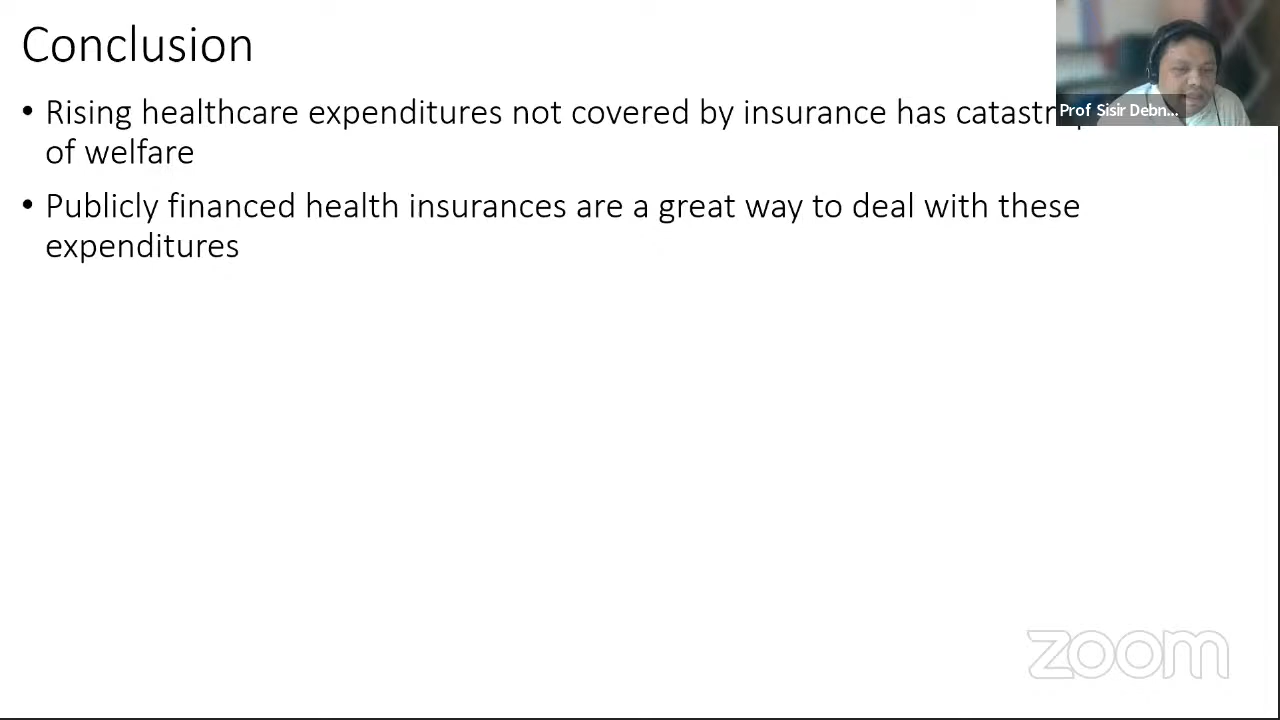 Conclusion
• Rising healthcare expenditures not covered by insurance has
of welfare
• Publicly financed health insurances are a great way to deal with these
expenditures
Prof Sisir Debn...
zoom